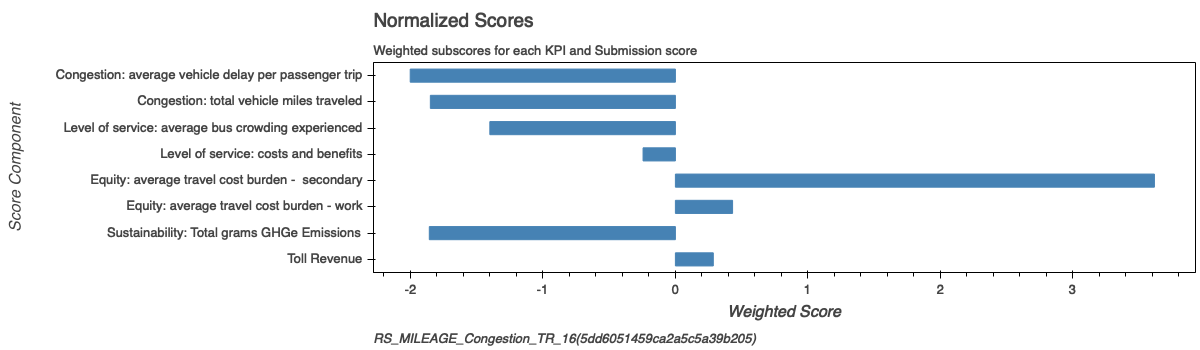 Normalized Scores
Weighted subscores for each KPI and Submission score
Score Component
Congestion: average vehicle delay per passenger trip
Congestion: total vehicle miles traveled
Level of service: average bus crowding experienced
Level of service: costs and benefits
Equity: average travel cost burden -  secondary
Equity: average travel cost burden - work
Sustainability: Total grams GHGe Emissions
Toll Revenue
-2 -1 0 1 2 3
Weighted Score
RS_MILEAGE_Congestion_TR_16(5dd6051459ca2a5c5a39b205)